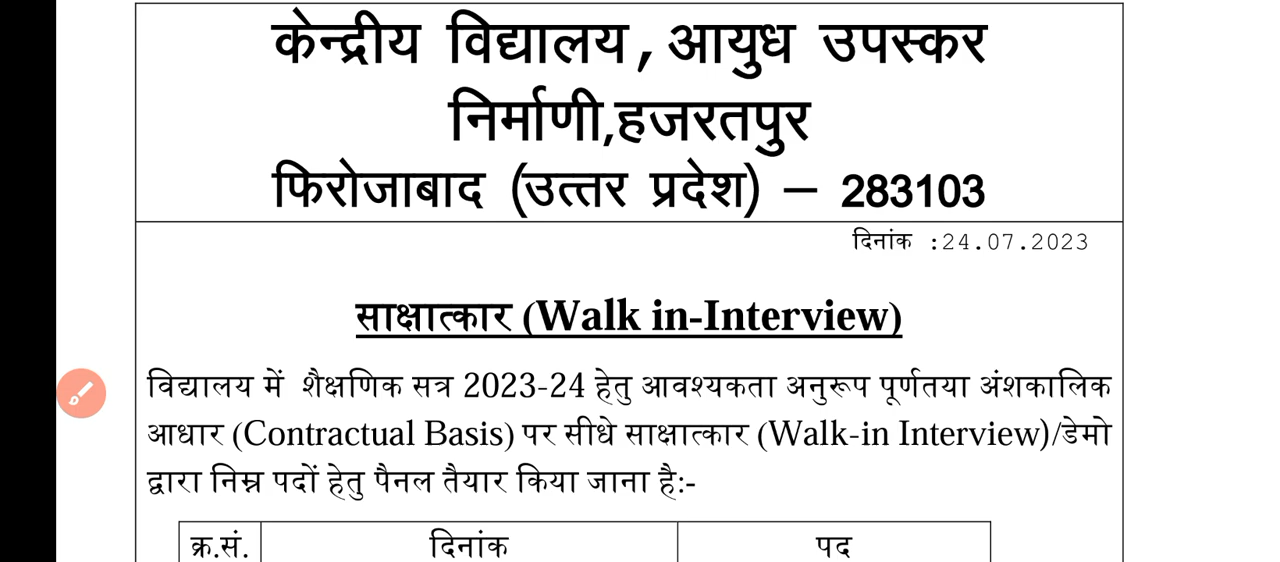 केन्द्रीय विद्यालय, आयुध उपस्कर
निर्माणी,हजरतपुर
फिरोजाबाद (उत्तर प्रदेश) – 283103
दिनांक :24.07.2023
साक्षात्कार (Walk in-Interview)
विद्यालय में शैक्षणिक सत्र 2023-24 हेतु आवश्यकता अनुरूप पूर्णतया अंशकालिक
आधार (Contractual Basis) पर सीधे साक्षात्कार (Walk-in Interview)/डेमो
द्वारा निम्न पदों हेतु पैनल तैयार किया जाना है:-
क्र.सं. दिनांक पद